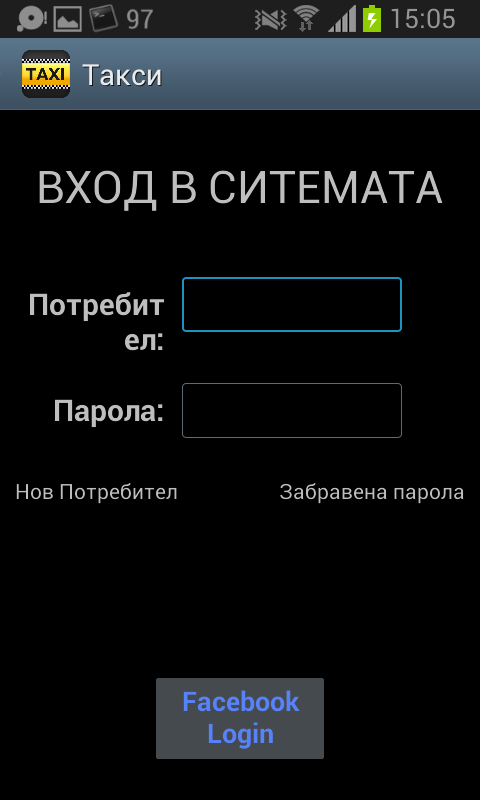 97 15:05
TAXI Такси
ВХОД В СИТЕМАТА
Потребит
ел:
Парола:
Нов Потребител Забравена парола
Facebook
Login